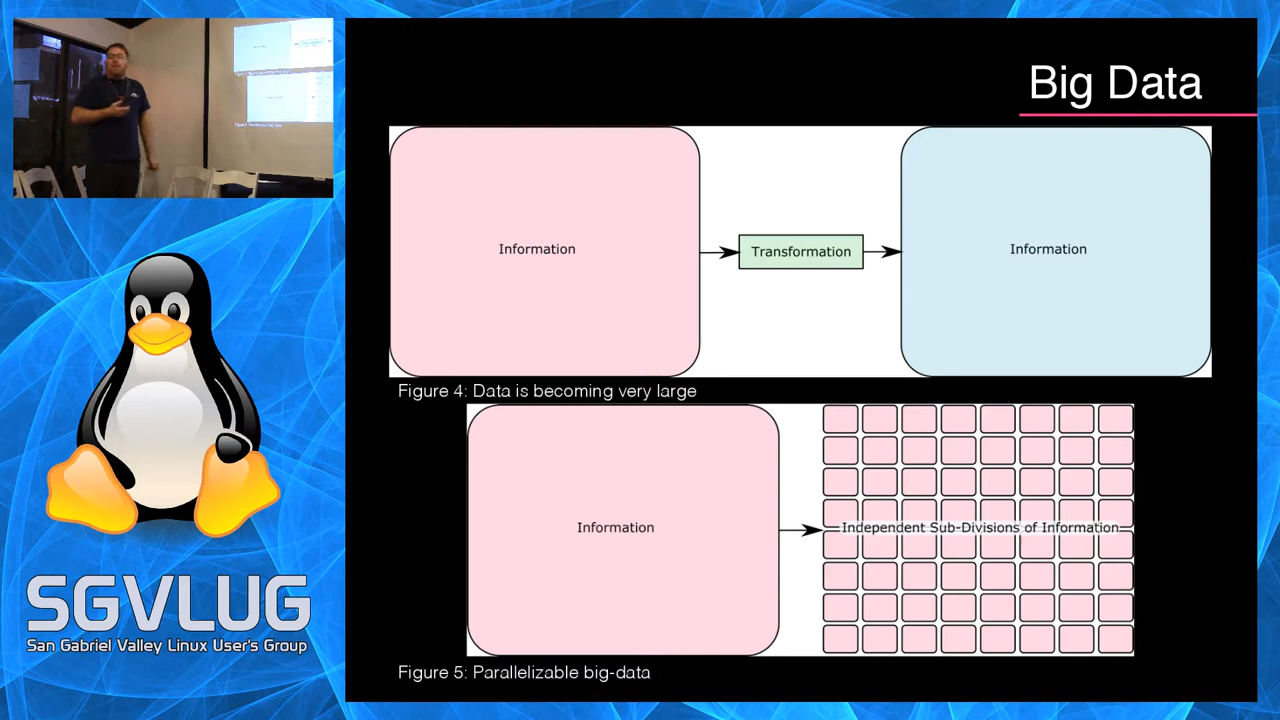 Big Data
Information
Transformation
Information
Figure 4: Data is becoming very large
Information
Independent Sub-Divisions of Information
Figure 5: Parallelizable big-data
SGVLUG
San Gabriel Valley Linux User's Group